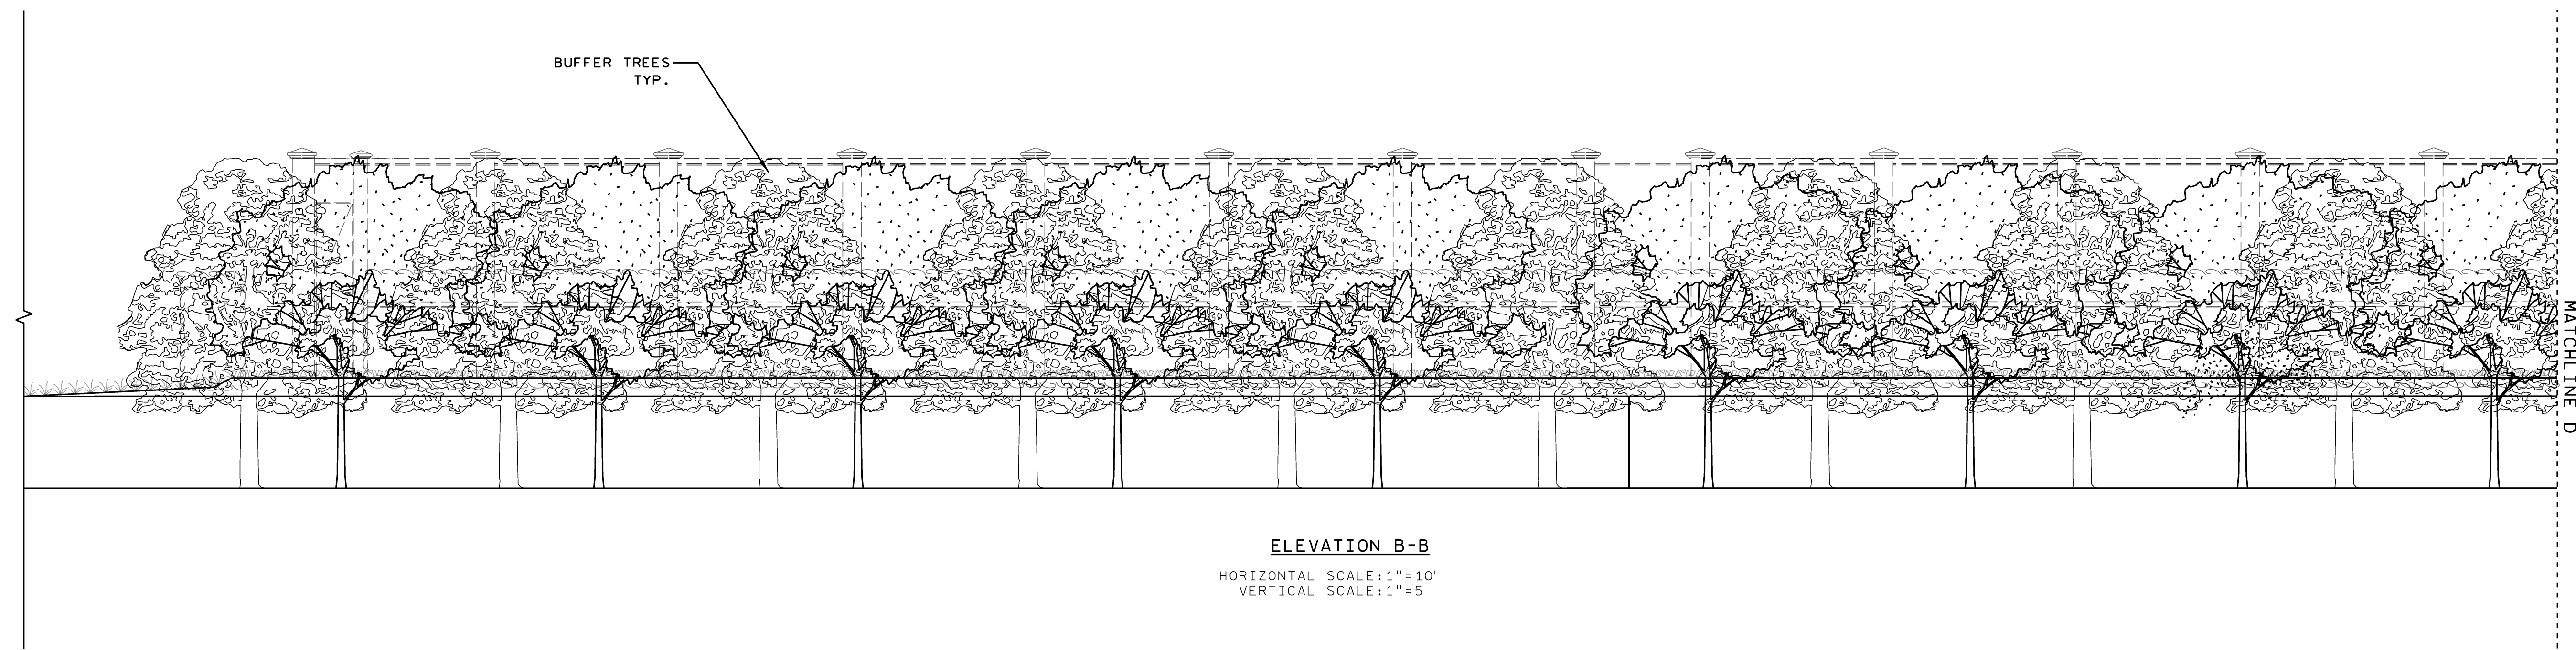 BUFFER TREES
TYP.
MATCHLINE D
ELEVATION B-B
HORIZONTAL SCALE:1"=10'
VERTICAL SCALE:1"=5'